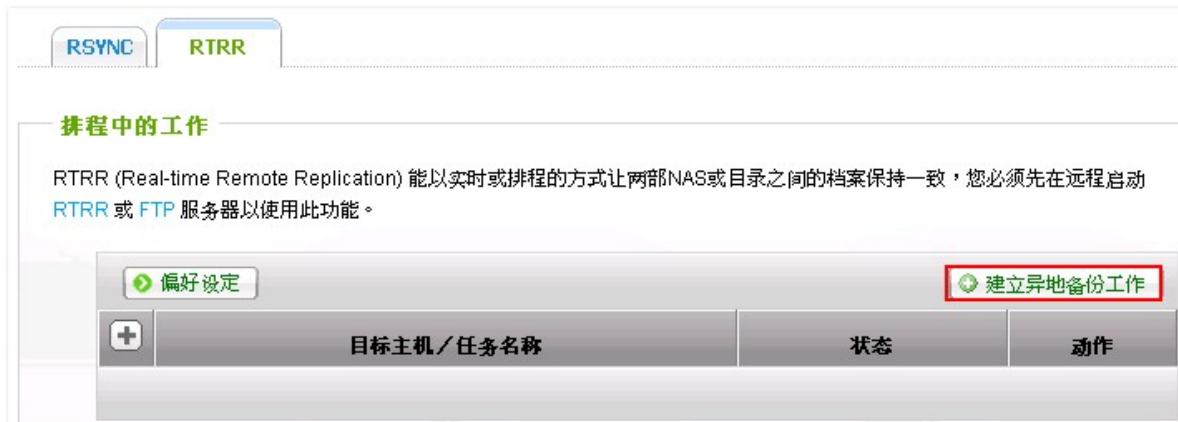 RSYNC RTRR
排程中的工作
RTRR (Real-time Remote Replication) 能以实时或排程的方式让两部NAS或目录之间的档案保持一致，您必须先在远程启动
RTRR 或 FTP 服务器以使用此功能。
偏好设定 建立异地备份工作
目标主机／任务名称 状态 动作